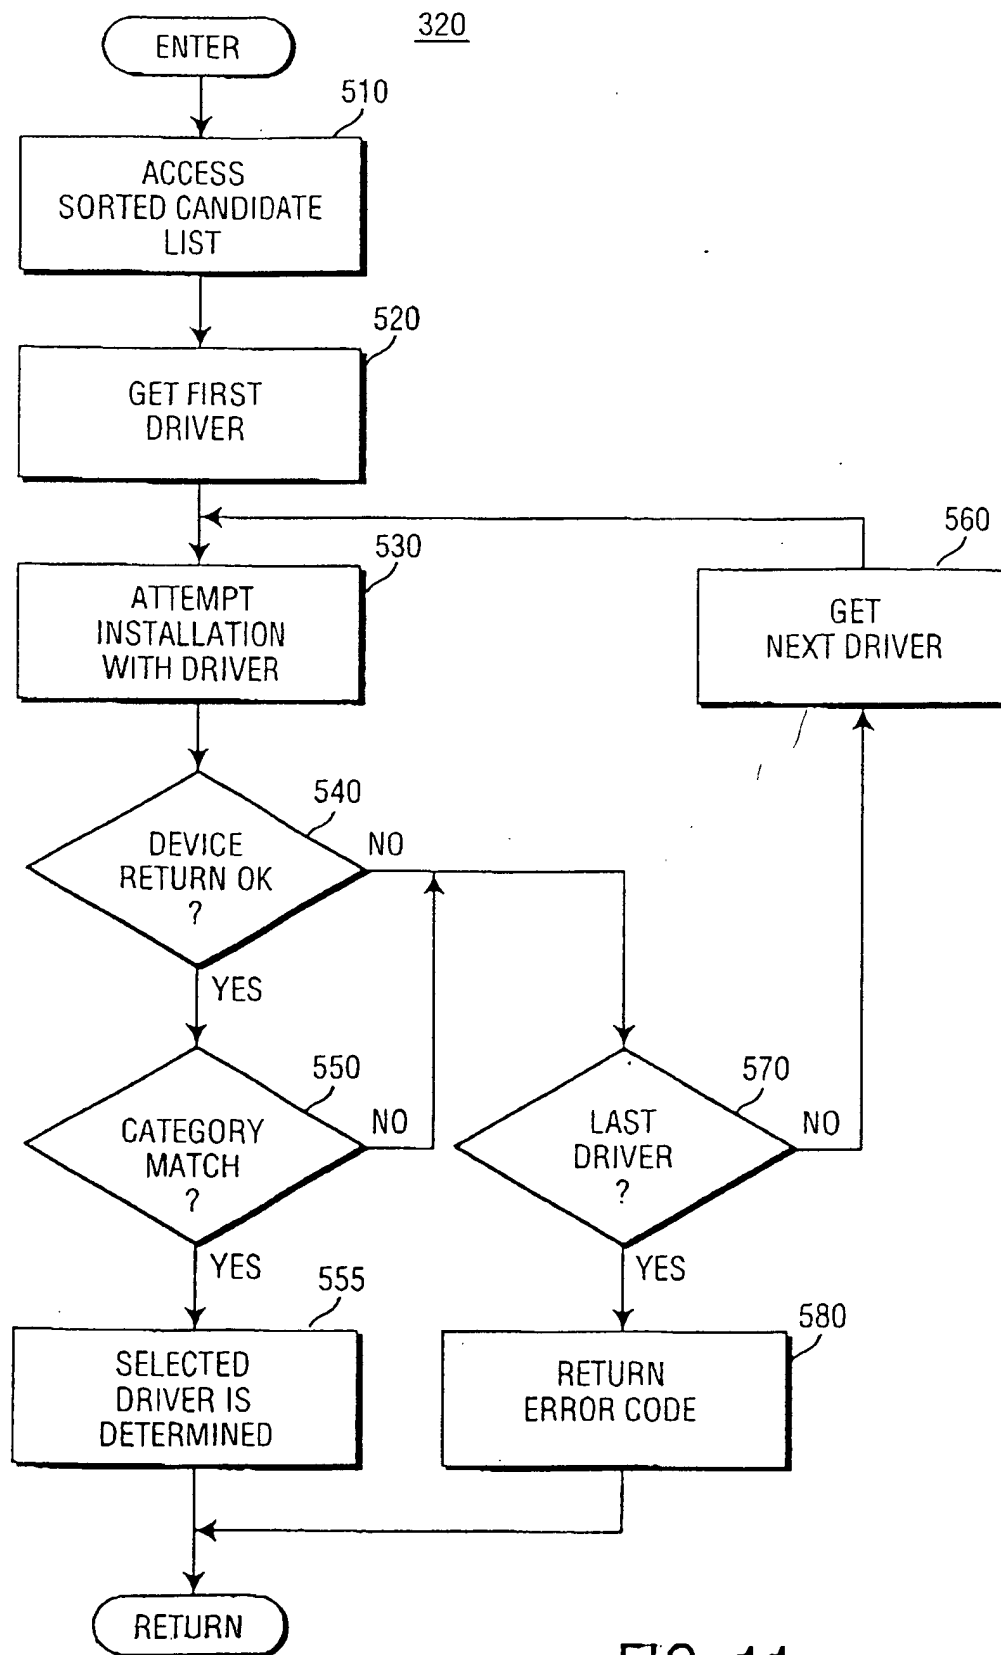 ENTER
320
510
ACCESS
SORTED CANDIDATE
LIST
520
GET FIRST
DRIVER
530
ATTEMPT
INSTALLATION
WITH DRIVER
560
GET
NEXT DRIVER
540
DEVICE
RETURN OK
?
NO
YES
550
CATEGORY
MATCH
?
NO
YES
570
LAST
DRIVER
?
NO
YES
555
SELECTED
DRIVER IS
DETERMINED
580
RETURN
ERROR CODE
RETURN
FIG. 11